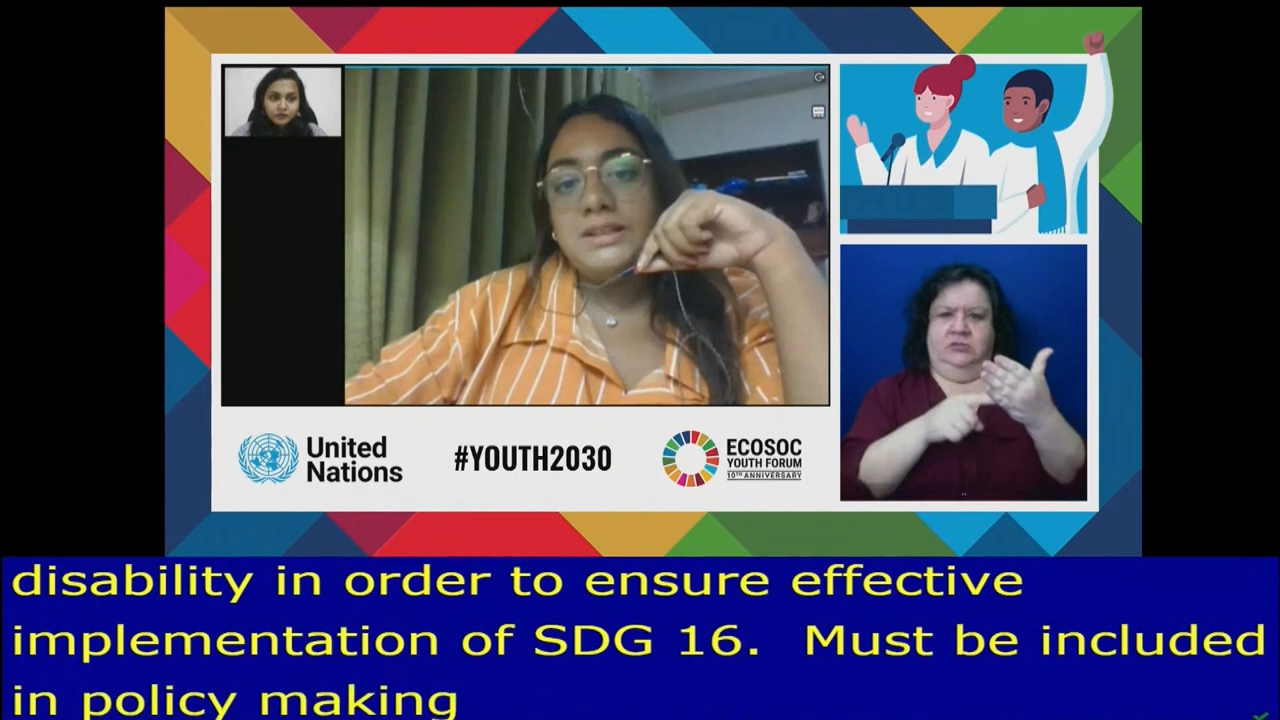 United
Nations
#YOUTH2030
ECOSOC
YOUTH FORUM
10TH ANNIVERSARY
disability in order to ensure effective
implementation of SDG 16.  Must be included
in policy making